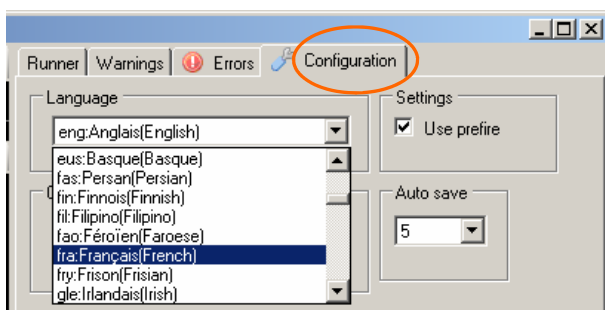 Runner Warnings Errors Configuration
Language
Settings
eng:Anglais(English)
Use prefire
eus:Basque(Basque)
fas:Persan(Persian)
fin:Finnois(Finnish)
fil:Filipino(Filipino)
fao:Féroïen(Faroese)
fra:Français(French)
fry:Frison(Frisian)
gle:Irlandais(Irish)
Auto save
5